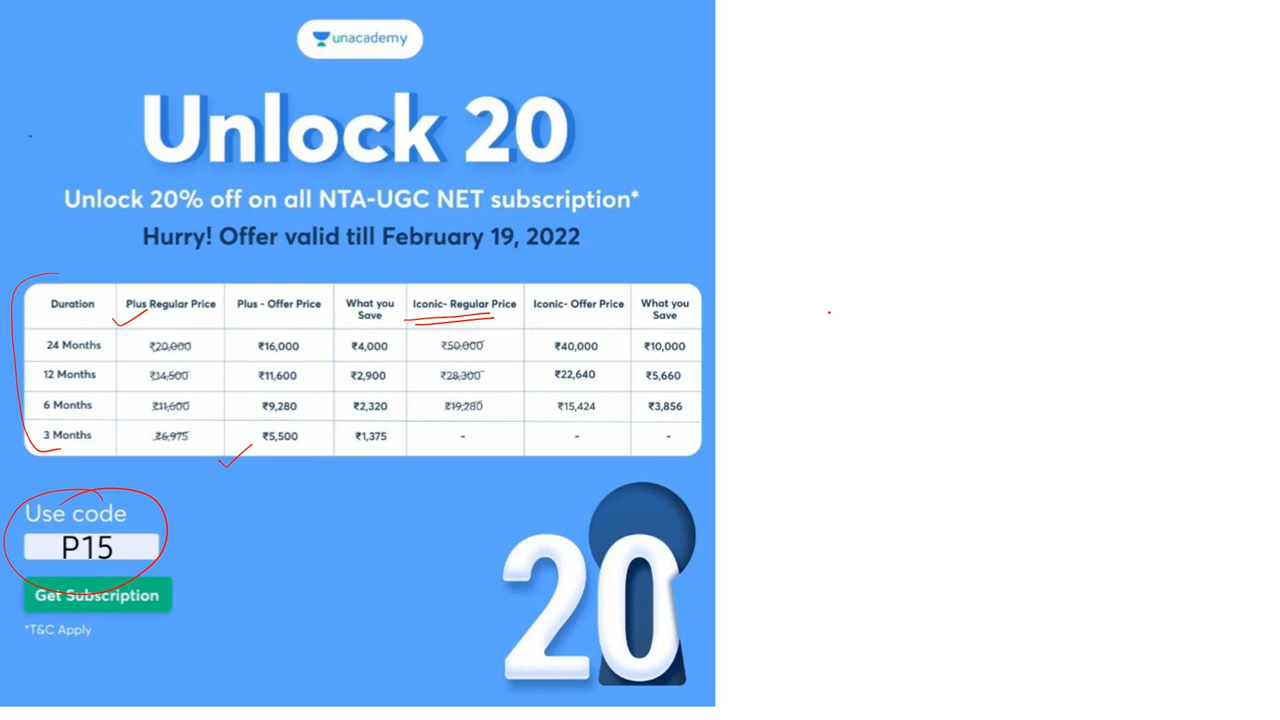 unacademy
Unlock 20
Unlock 20% off on all NTA-UGC NET subscription*
Hurry! Offer valid till February 19, 2022
Duration Plus Regular Price Plus - Offer Price What you Save Iconic- Regular Price Iconic- Offer Price What you Save
24 Months ₹20,000 ₹16,000 ₹4,000 ₹50,000 ₹40,000 ₹10,000
12 Months ₹14,500 ₹11,600 ₹2,900 ₹28,300 ₹22,640 ₹5,660
6 Months ₹11,600 ₹9,280 ₹2,320 ₹19,280 ₹15,424 ₹3,856
3 Months ₹6,975 ₹5,500 ₹1,375 - - -
Use code
P15
Get Subscription
*T&C Apply
20